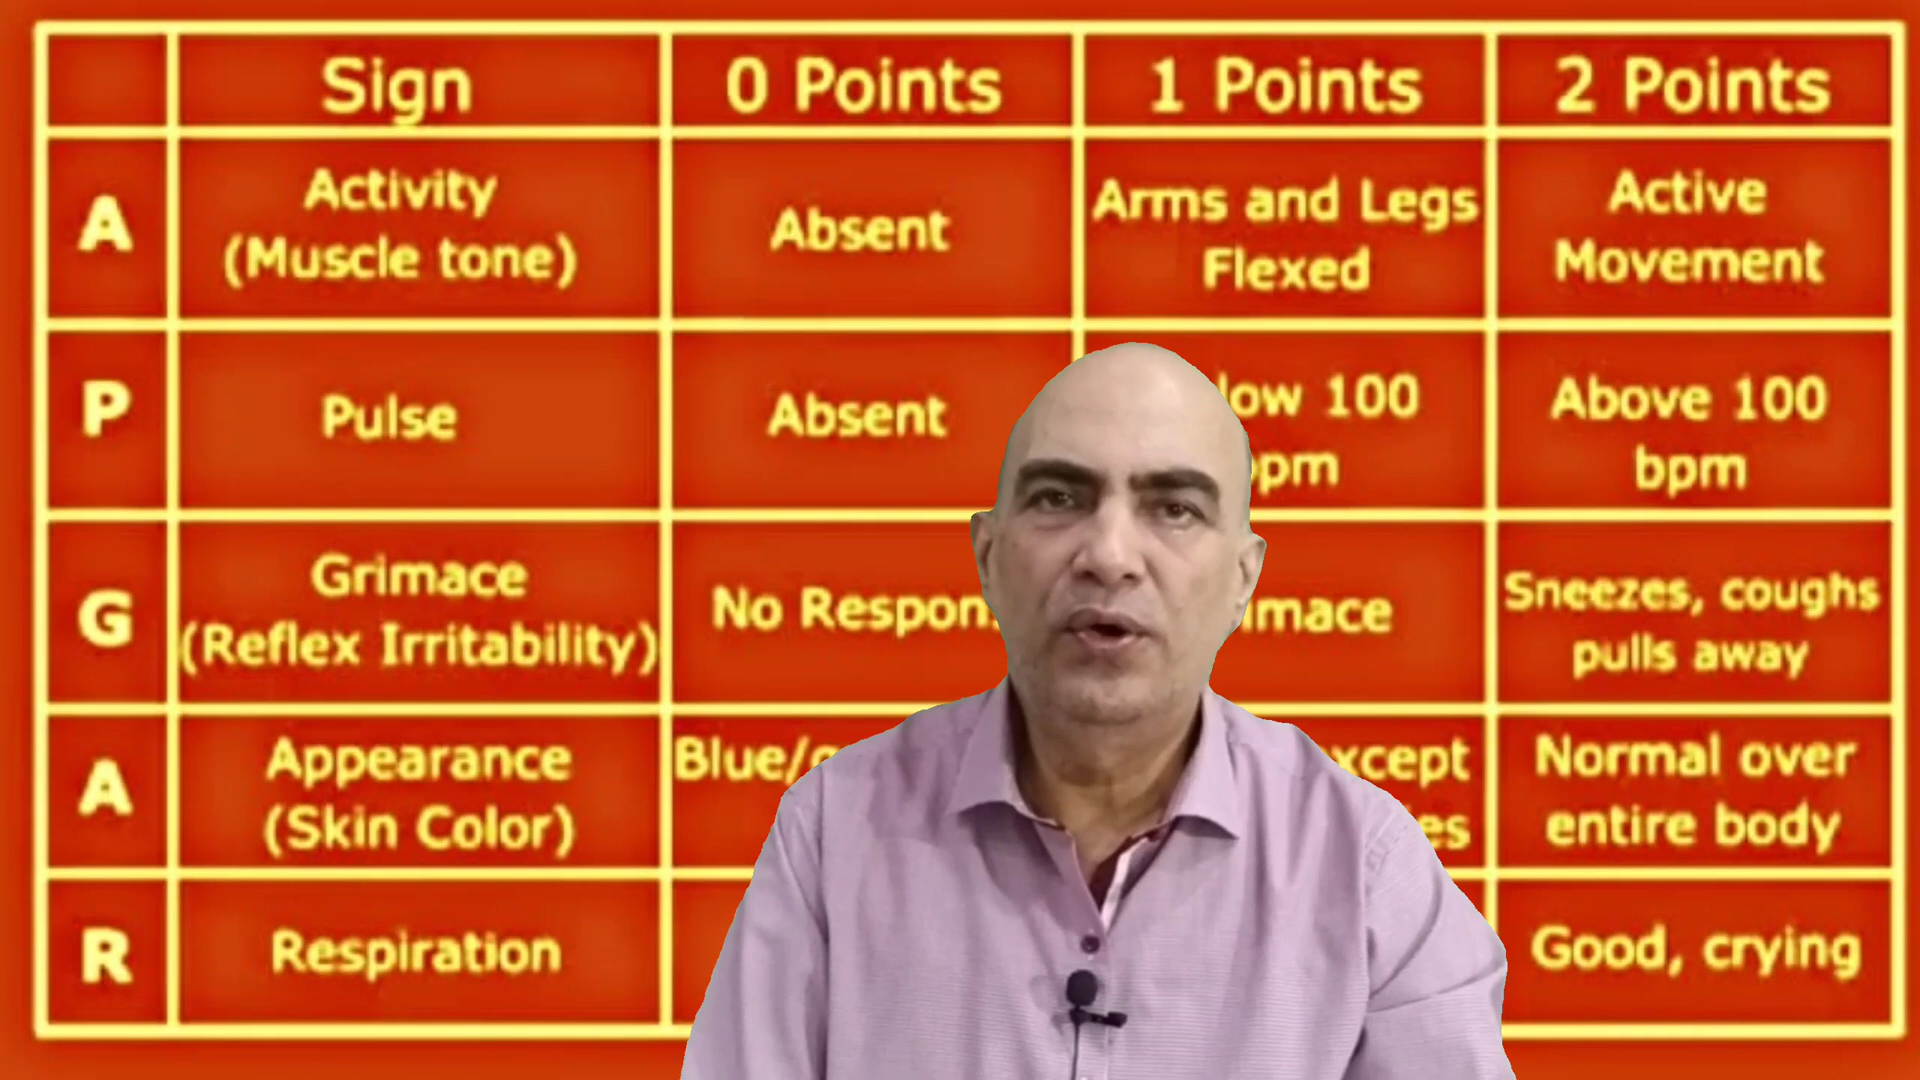 Sign 0 Points 1 Points 2 Points
A
Activity
(Muscle tone)
Absent
Arms and Legs
Flexed
Active
Movement
P
Pulse
Absent
100
Above 100
bpm
G
Grimace
(Reflex Irritability)
No
Sneezes, coughs
pulls away
A
Appearance
(Skin Color)
Normal over
entire body
R
Respiration
Good, crying